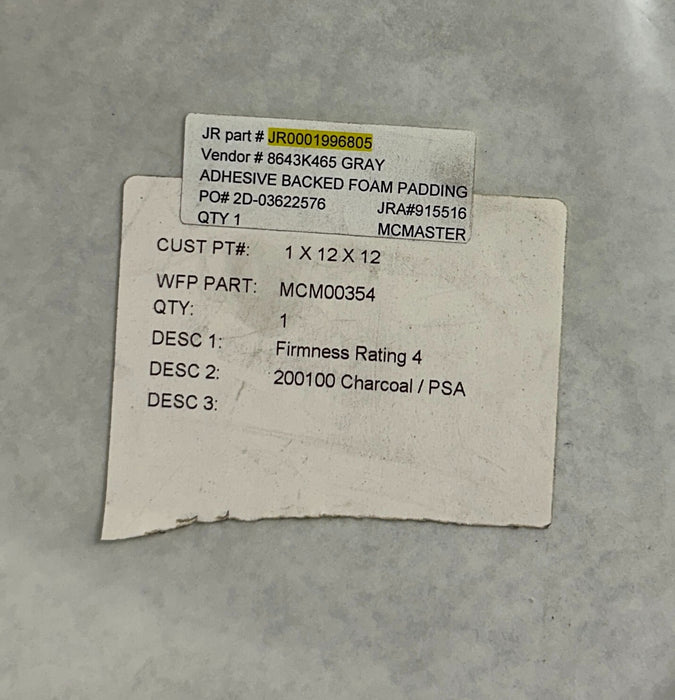 JR part # JR0001996805
Vendor # 8643K465 GRAY
ADHESIVE BACKED FOAM PADDING
PO# 2D-03622576 JRA#915516
QTY 1 MCMASTER
CUST PT#: 1 X 12 X 12
WFP PART: MCM00354
QTY: 1
DESC 1: Firmness Rating 4
DESC 2: 200100 Charcoal / PSA
DESC 3: